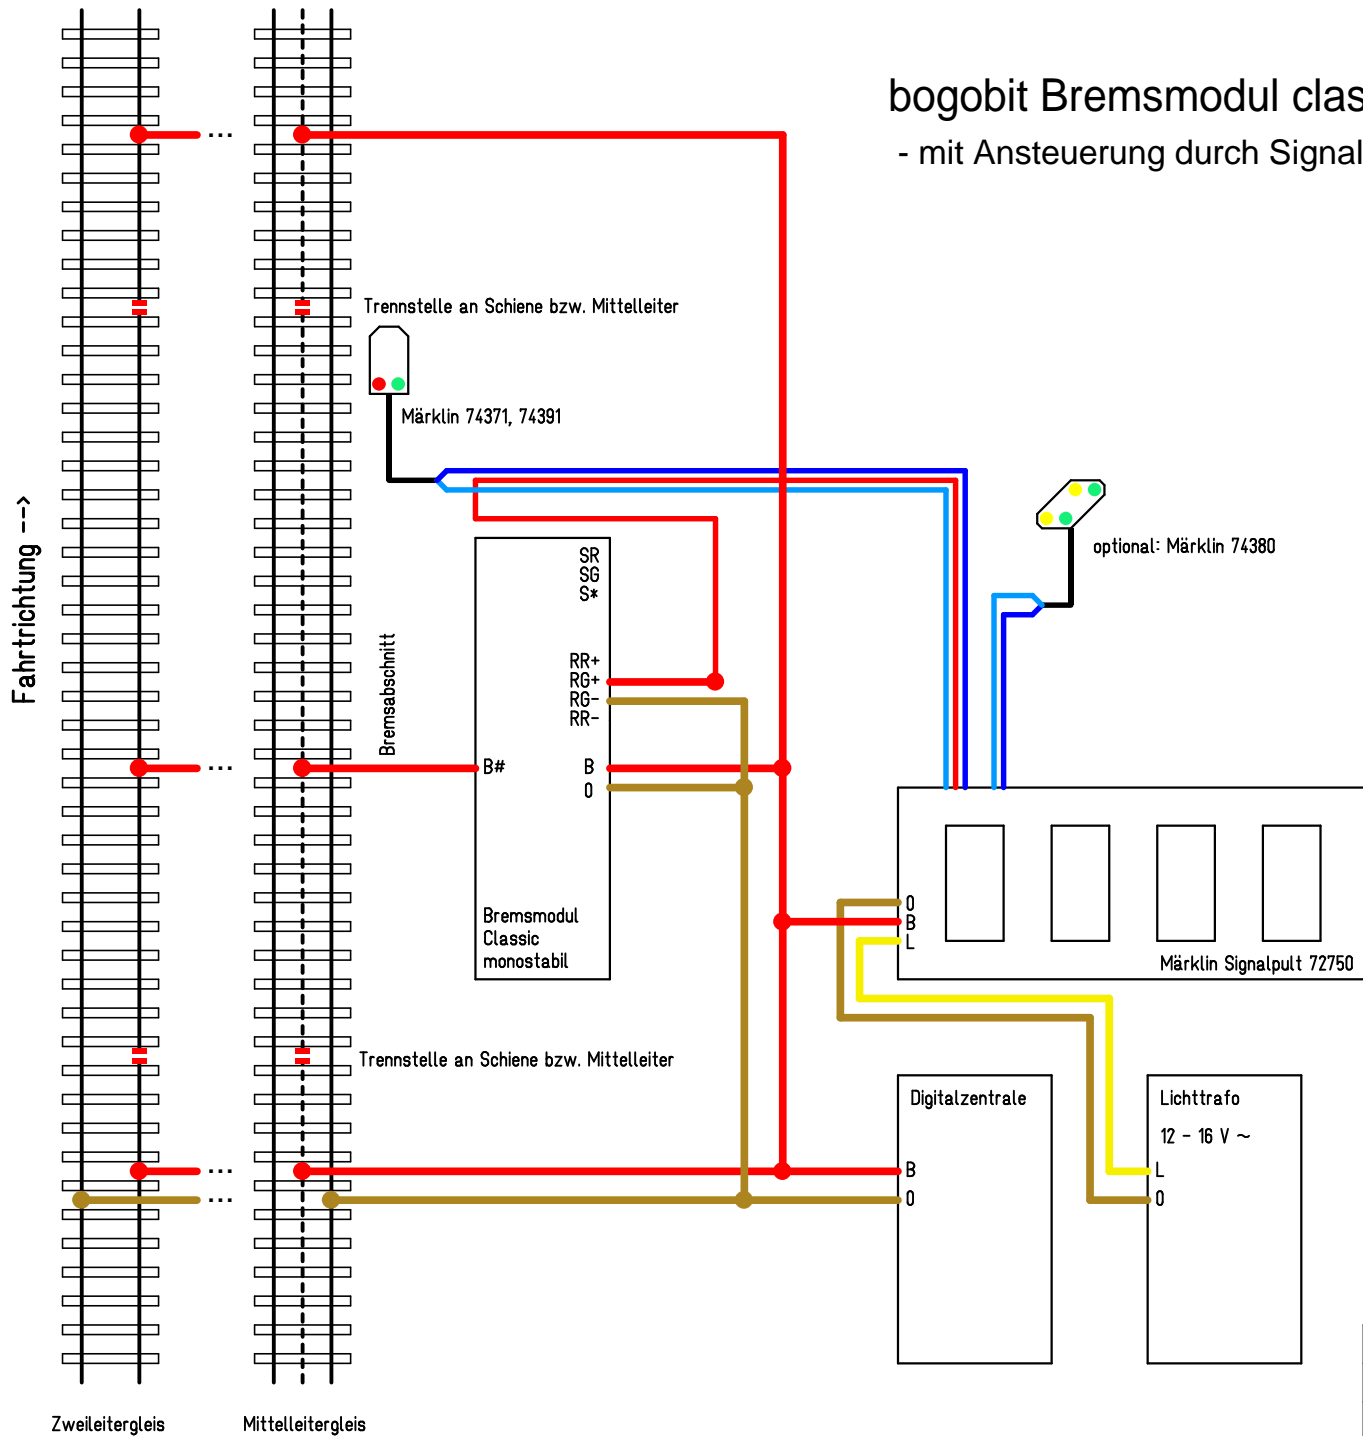 bogobit Bremsmodul clas
- mit Ansteuerung durch Signal
...
Trennstelle an Schiene bzw. Mittelleiter
Märklin 74371, 74391
Fahrtrichtung -->
optional: Märklin 74380
SR
SG
S*
Bremsabschnitt
RR+
RG+
RG-
RR-
...
B#
B
0
Bremsmodul
Classic
monostabil
0
B
L
Märklin Signalpult 72750
Trennstelle an Schiene bzw. Mittelleiter
Digitalzentrale
B
0
Lichttrafo
12 - 16 V ~
L
0
...
...
Zweileitergleis
Mittelleitergleis